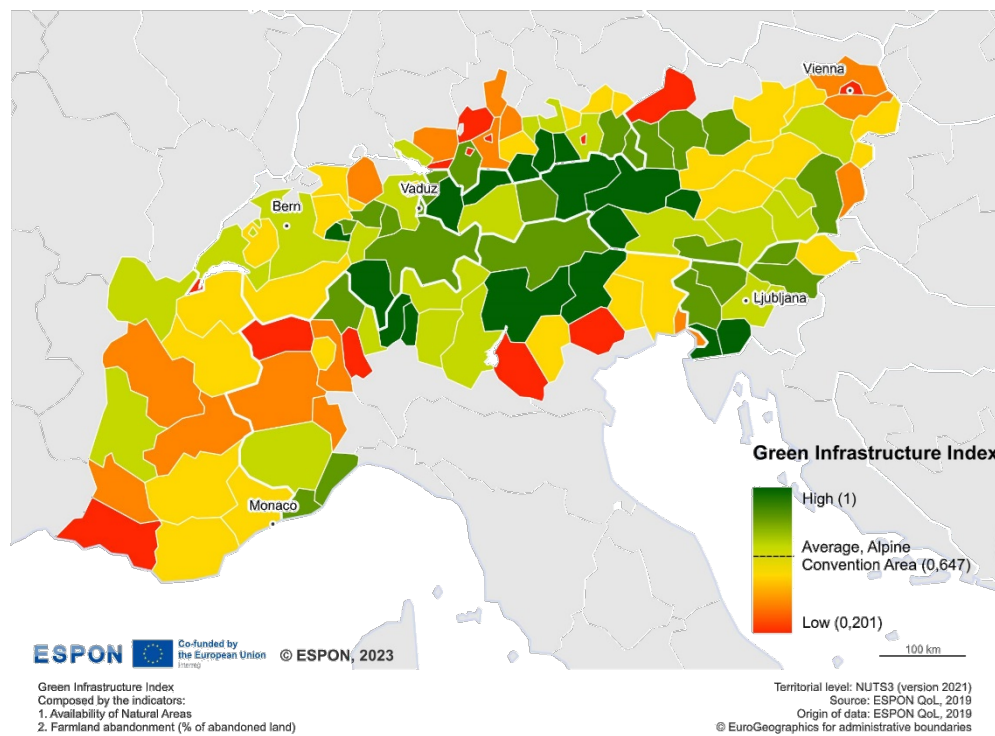 Vienna
Vaduz
Bern
Ljubljana
Monaco
Green Infrastructure Index
High (1)
Average, Alpine
Convention Area (0,647)
Low (0,201)
100 km
ESPON
Co-funded by
the European Union
Interreg
© ESPON, 2023
Green Infrastructure Index
Composed by the indicators:
1. Availability of Natural Areas
2. Farmland abandonment (% of abandoned land)
Territorial level: NUTS3 (version 2021)
Source: ESPON QoL, 2019
Origin of data: ESPON QoL, 2019
© EuroGeographics for administrative boundaries